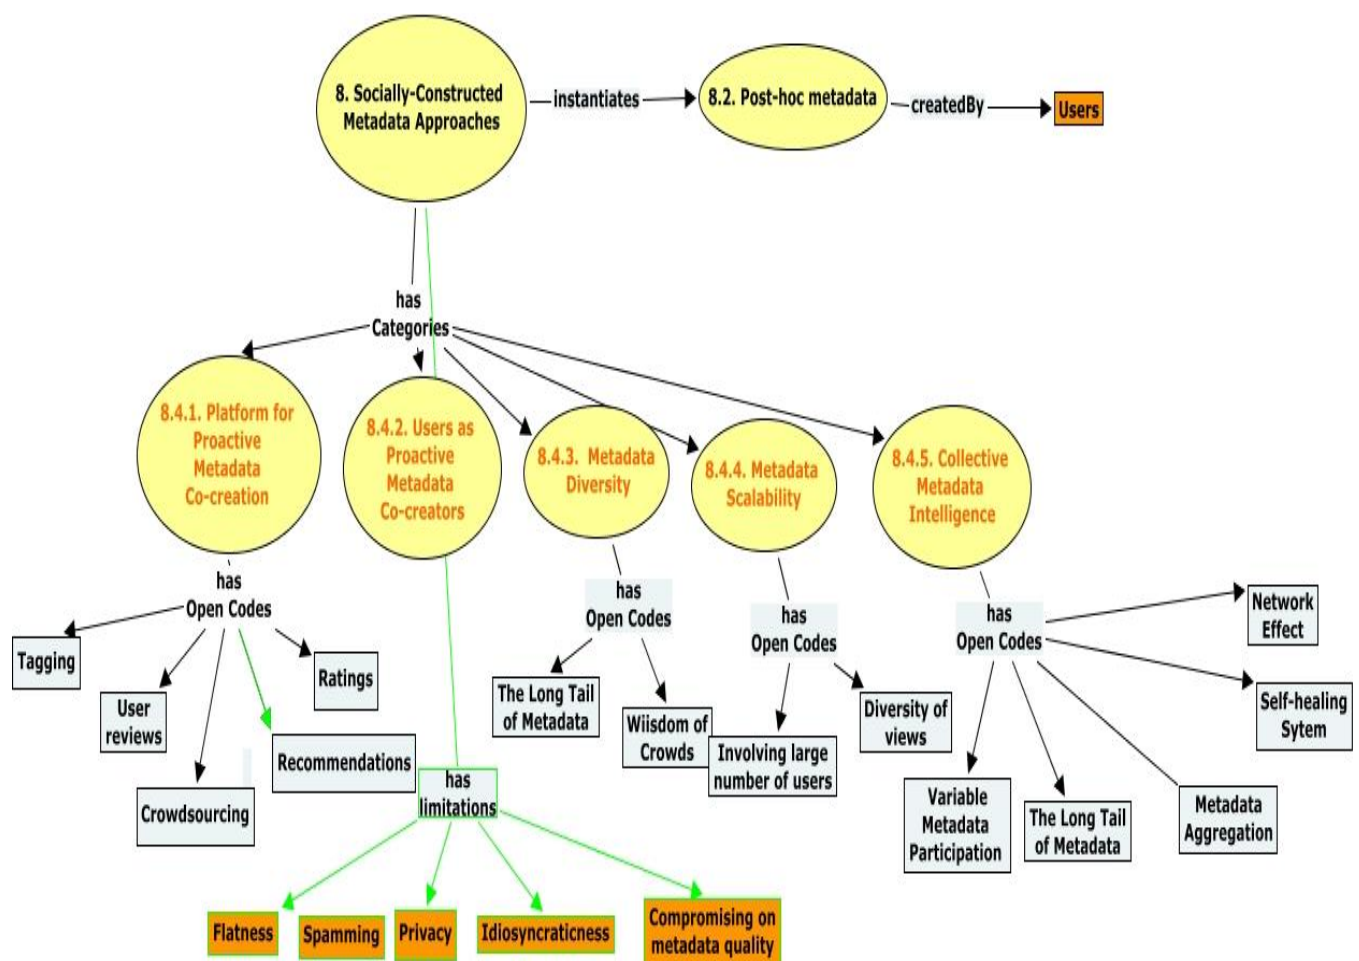 8. Socially-Constructed
Metadata Approaches
instantiates
8.2. Post-hoc metadata
createdBy
Users
has
Categories
8.4.1. Platform for
Proactive
Metadata
Co-creation
8.4.2. Users as
Proactive
Metadata
Co-creators
8.4.3. Metadata
Diversity
8.4.4. Metadata
Scalability
8.4.5. Collective
Metadata
Intelligence
has
Open Codes
Tagging
User
reviews
Crowdsourcing
Recommendations
Ratings
has
Open Codes
The Long Tail
of Metadata
Wiisdom of
Crowds
has
Open Codes
Involving large
number of users
Diversity of
views
has
Open Codes
Variable
Metadata
Participation
The Long Tail
of Metadata
Metadata
Aggregation
Self-healing
Sytem
Network
Effect
has
limitations
Flatness
Spamming
Privacy
Idiosyncraticness
Compromising on
metadata quality